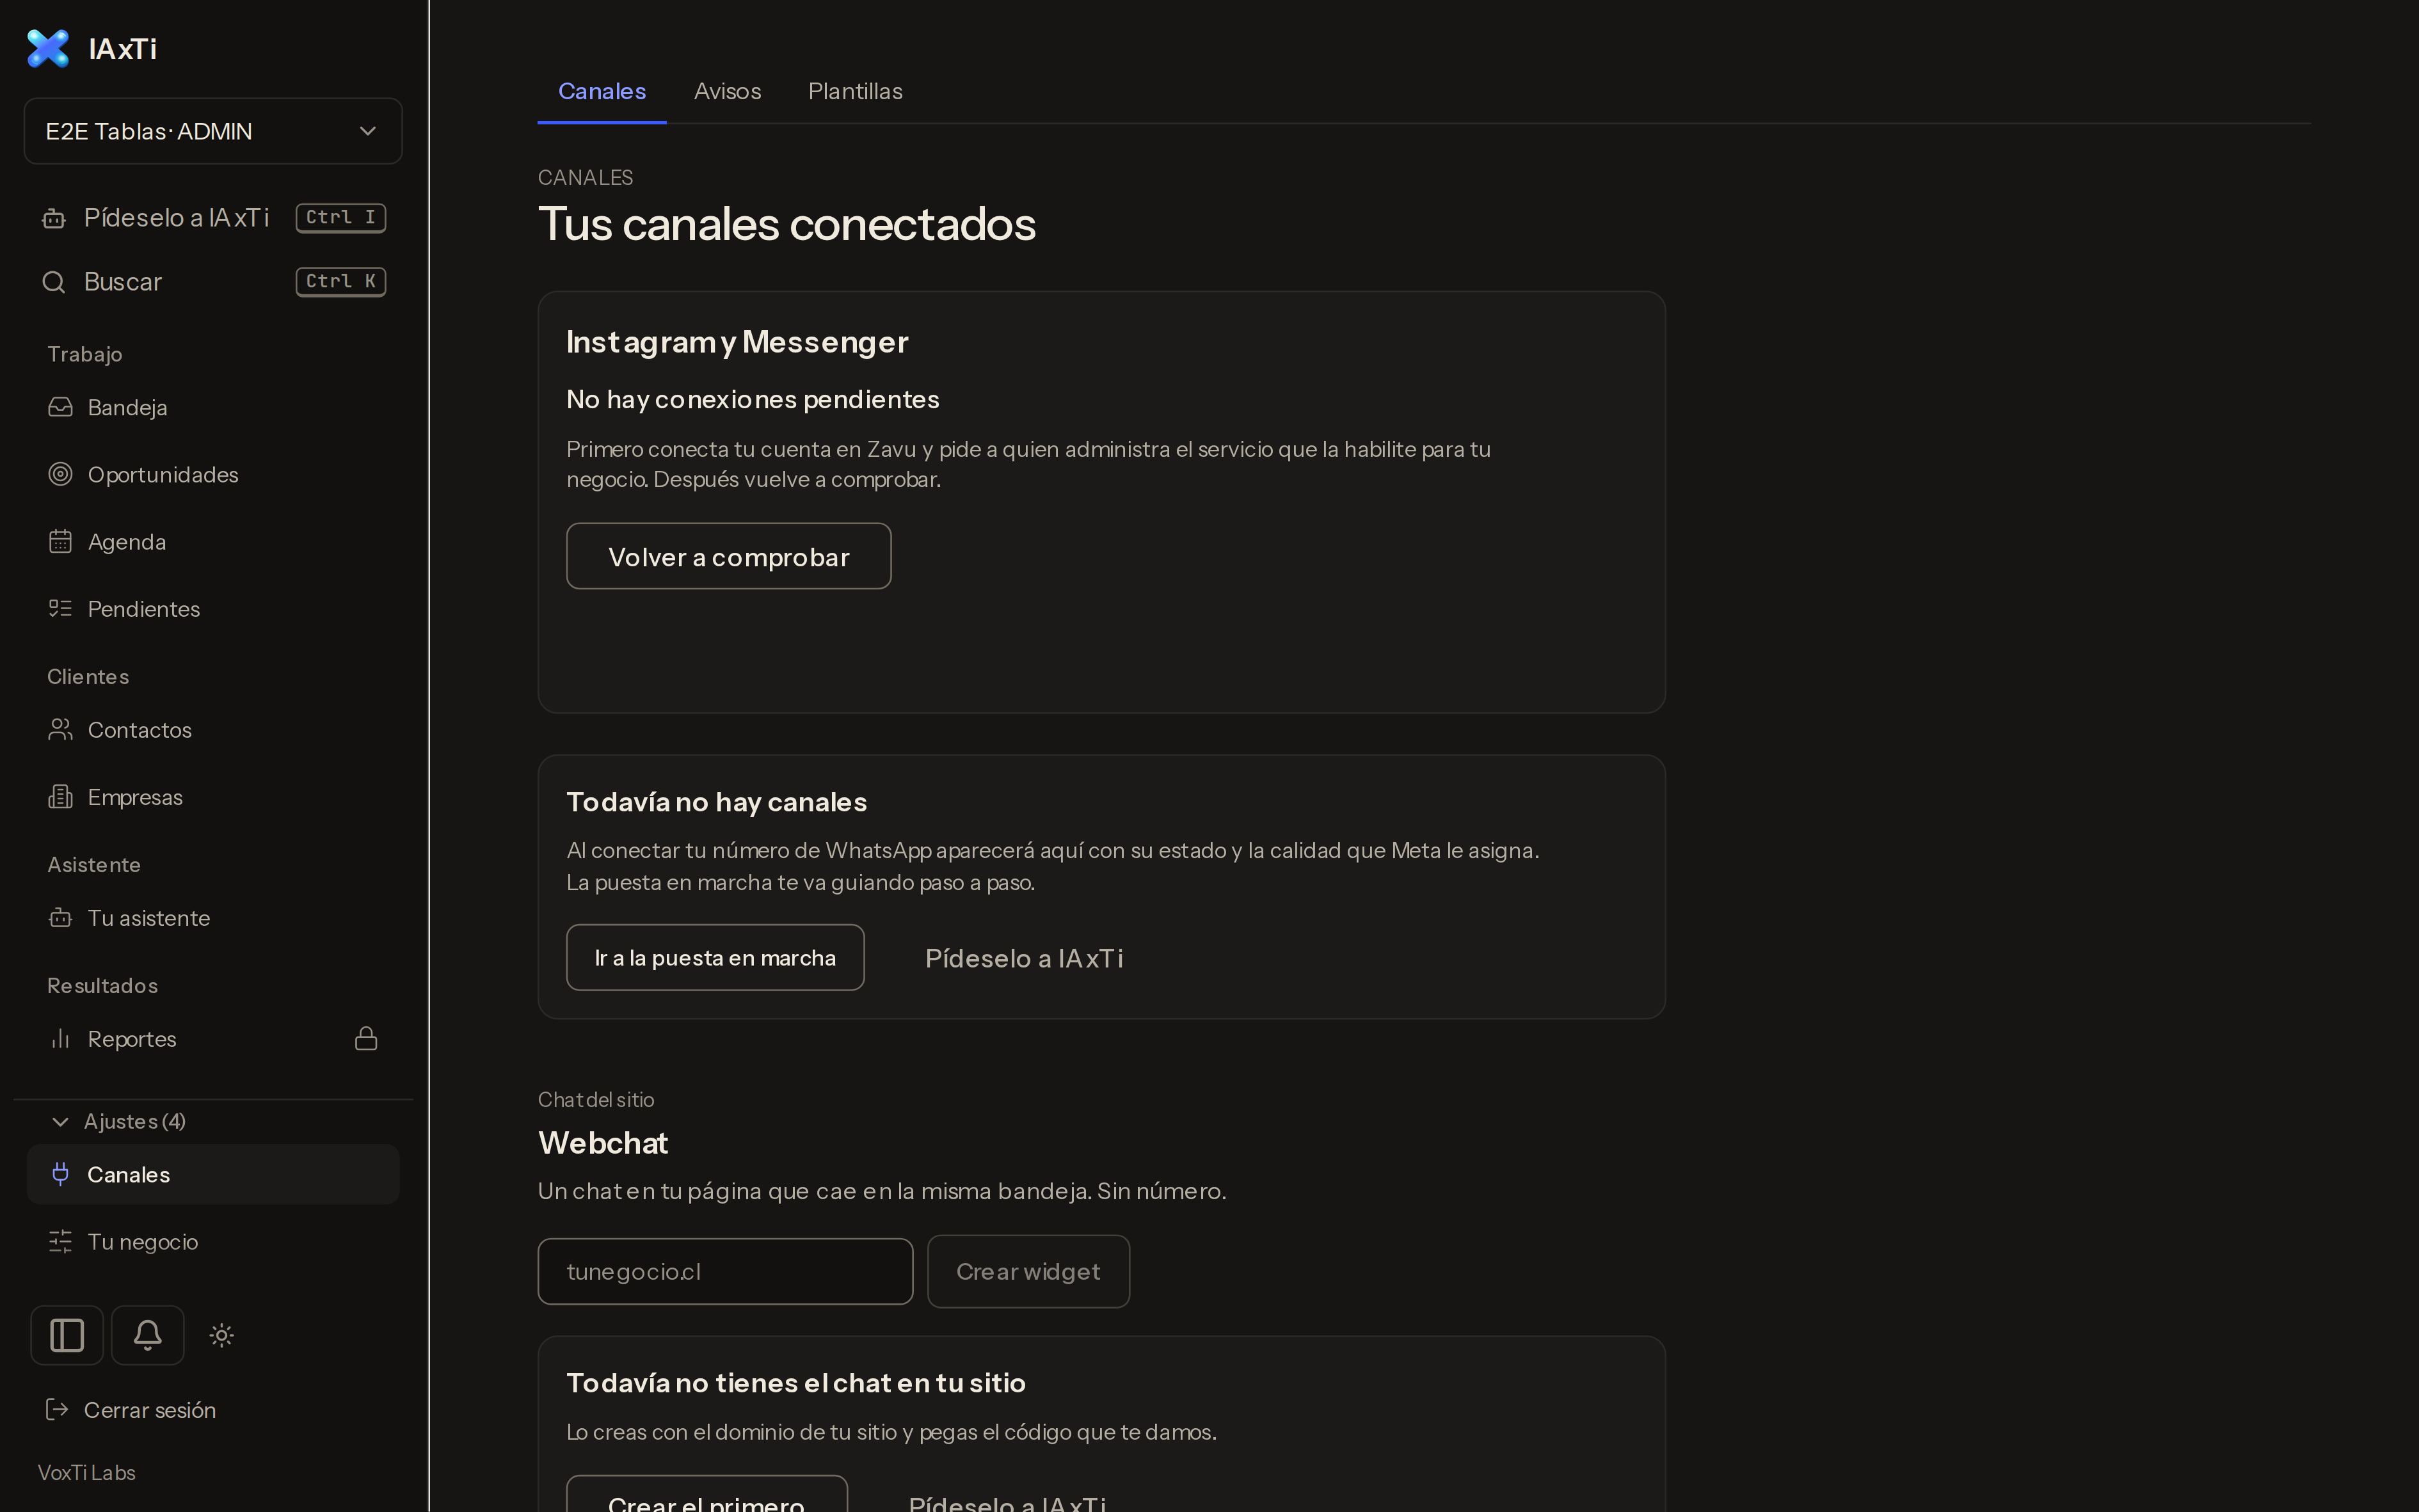 IAxTi
E2E Tablas · ADMIN
Pídeselo a IAxTi
Ctrl I
Buscar
Ctrl K
Trabajo
Bandeja
Oportunidades
Agenda
Pendientes
Clientes
Contactos
Empresas
Asistente
Tu asistente
Resultados
Reportes
Ajustes (4)
Canales
Tu negocio
Cerrar sesión
VoxTi Labs
Canales
Avisos
Plantillas
CANALES
Tus canales conectados
Instagram y Messenger
No hay conexiones pendientes
Primero conecta tu cuenta en Zavu y pide a quien administra el servicio que la habilite para tu
negocio. Después vuelve a comprobar.
Volver a comprobar
Todavía no hay canales
Al conectar tu número de WhatsApp aparecerá aquí con su estado y la calidad que Meta le asigna.
La puesta en marcha te va guiando paso a paso.
Ir a la puesta en marcha
Pídeselo a IAxTi
Chat del sitio
Webchat
Un chat en tu página que cae en la misma bandeja. Sin número.
tunegocio.cl
Crear widget
Todavía no tienes el chat en tu sitio
Lo creas con el dominio de tu sitio y pegas el código que te damos.
Crear el primero
Pídeselo a IAxTi